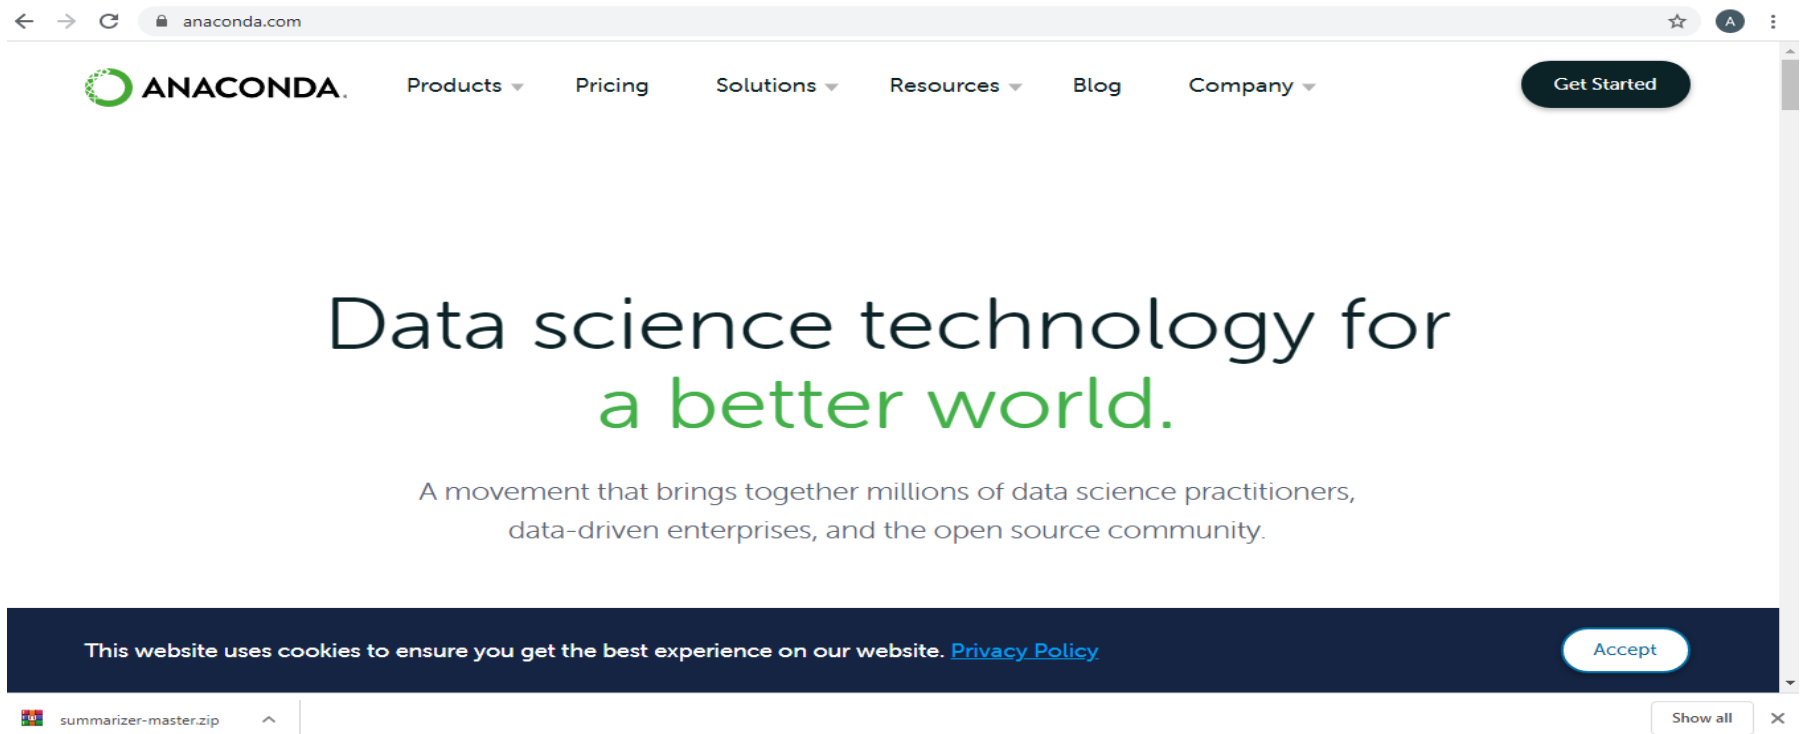 anaconda.com
A
ANACONDA.
Products
Pricing
Solutions
Resources
Blog
Company
Get Started
Data science technology for
a better world.
A movement that brings together millions of data science practitioners,
data-driven enterprises, and the open source community.
This website uses cookies to ensure you get the best experience on our website. Privacy Policy
Accept
summarizer-master.zip
Show all